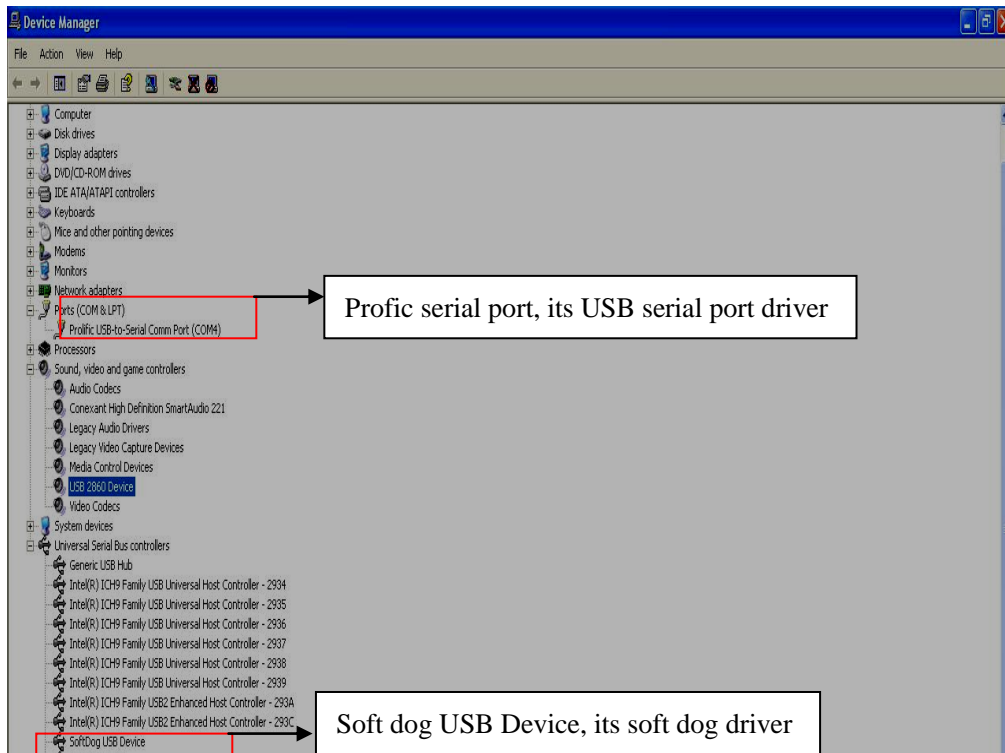 Device Manager
File Action View Help
Computer
Disk drives
Display adapters
DVD/CD-ROM drives
IDE ATA/ATAPI controllers
Keyboards
Mice and other pointing devices
Modems
Monitors
Network adapters
Ports (COM & LPT)
Prolific USB-to-Serial Comm Port (COM4)
Profic serial port, its USB serial port driver
Processors
Sound, video and game controllers
Audio Codecs
Conexant High Definition SmartAudio 221
Legacy Audio Drivers
Legacy Video Capture Devices
Media Control Devices
USB 2860 Device
Video Codecs
System devices
Universal Serial Bus controllers
Generic USB Hub
Intel(R) ICH9 Family USB Universal Host Controller - 2934
Intel(R) ICH9 Family USB Universal Host Controller - 2935
Intel(R) ICH9 Family USB Universal Host Controller - 2936
Intel(R) ICH9 Family USB Universal Host Controller - 2937
Intel(R) ICH9 Family USB Universal Host Controller - 2938
Intel(R) ICH9 Family USB Universal Host Controller - 2939
Intel(R) ICH9 Family USB2 Enhanced Host Controller - 293A
Intel(R) ICH9 Family USB2 Enhanced Host Controller - 293C
SoftDog USB Device
Soft dog USB Device, its soft dog driver